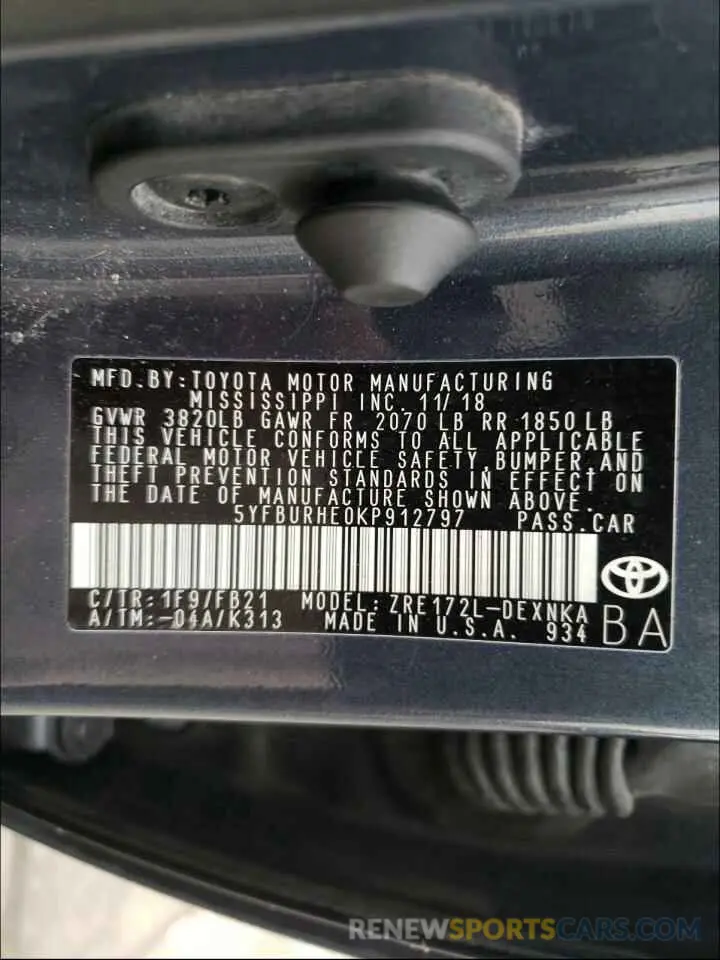 MFD.BY:TOYOTA MOTOR MANUFACTURING
MISSISSIPPI INC. 11/18
GVWR 3820LB GAWR FR 2070 LB RR 1850 LB
THIS VEHICLE CONFORMS TO ALL APPLICABLE
FEDERAL MOTOR VEHICLE SAFETY,BUMPER,AND
THEFT PREVENTION STANDARDS IN EFFECT ON
THE DATE OF MANUFACTURE SHOWN ABOVE.
5YFBURHE0KP912797 PASS.CAR
C/TR:1F9/FB21 MODEL:ZRE172L-DEXNKA
A/TM:-04A/K313 MADE IN U.S.A. 934 BA
RENEWSPORTSCARS.COM